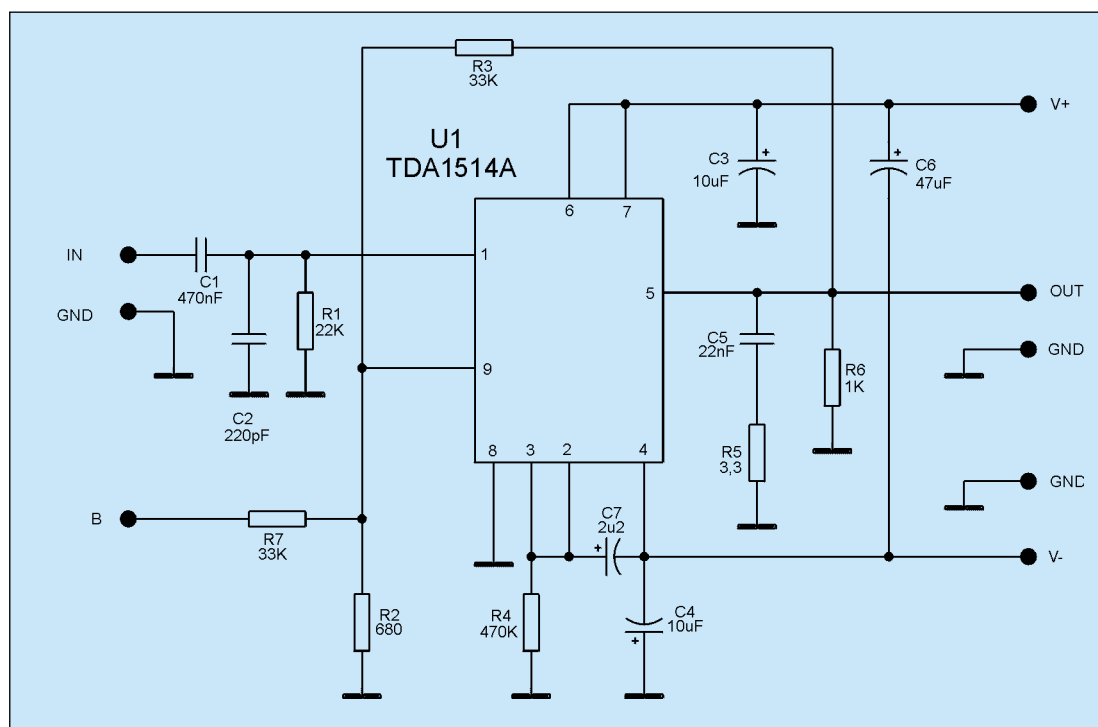 R3
33K
V+
U1
TDA1514A
C3
10uF
C6
47uF
6
7
IN
C1
470nF
1
GND
R1
22K
5
OUT
C5
22nF
GND
9
R6
1K
C2
220pF
8
3
2
4
R5
3,3
GND
B
R7
33K
C7
2u2
+
V-
R2
680
R4
470K
C4
10uF
+
+
+